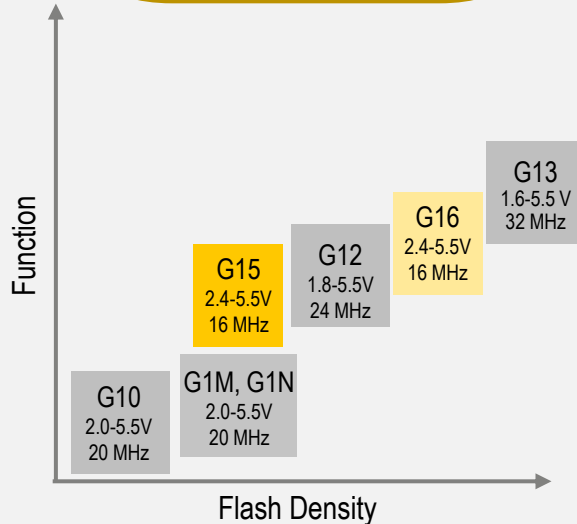 Function
G13
1.6-5.5 V
32 MHz
G16
2.4-5.5V
16 MHz
G12
1.8-5.5V
24 MHz
G15
2.4-5.5V
16 MHz
G1M, G1N
2.0-5.5V
20 MHz
G10
2.0-5.5V
20 MHz
Flash Density